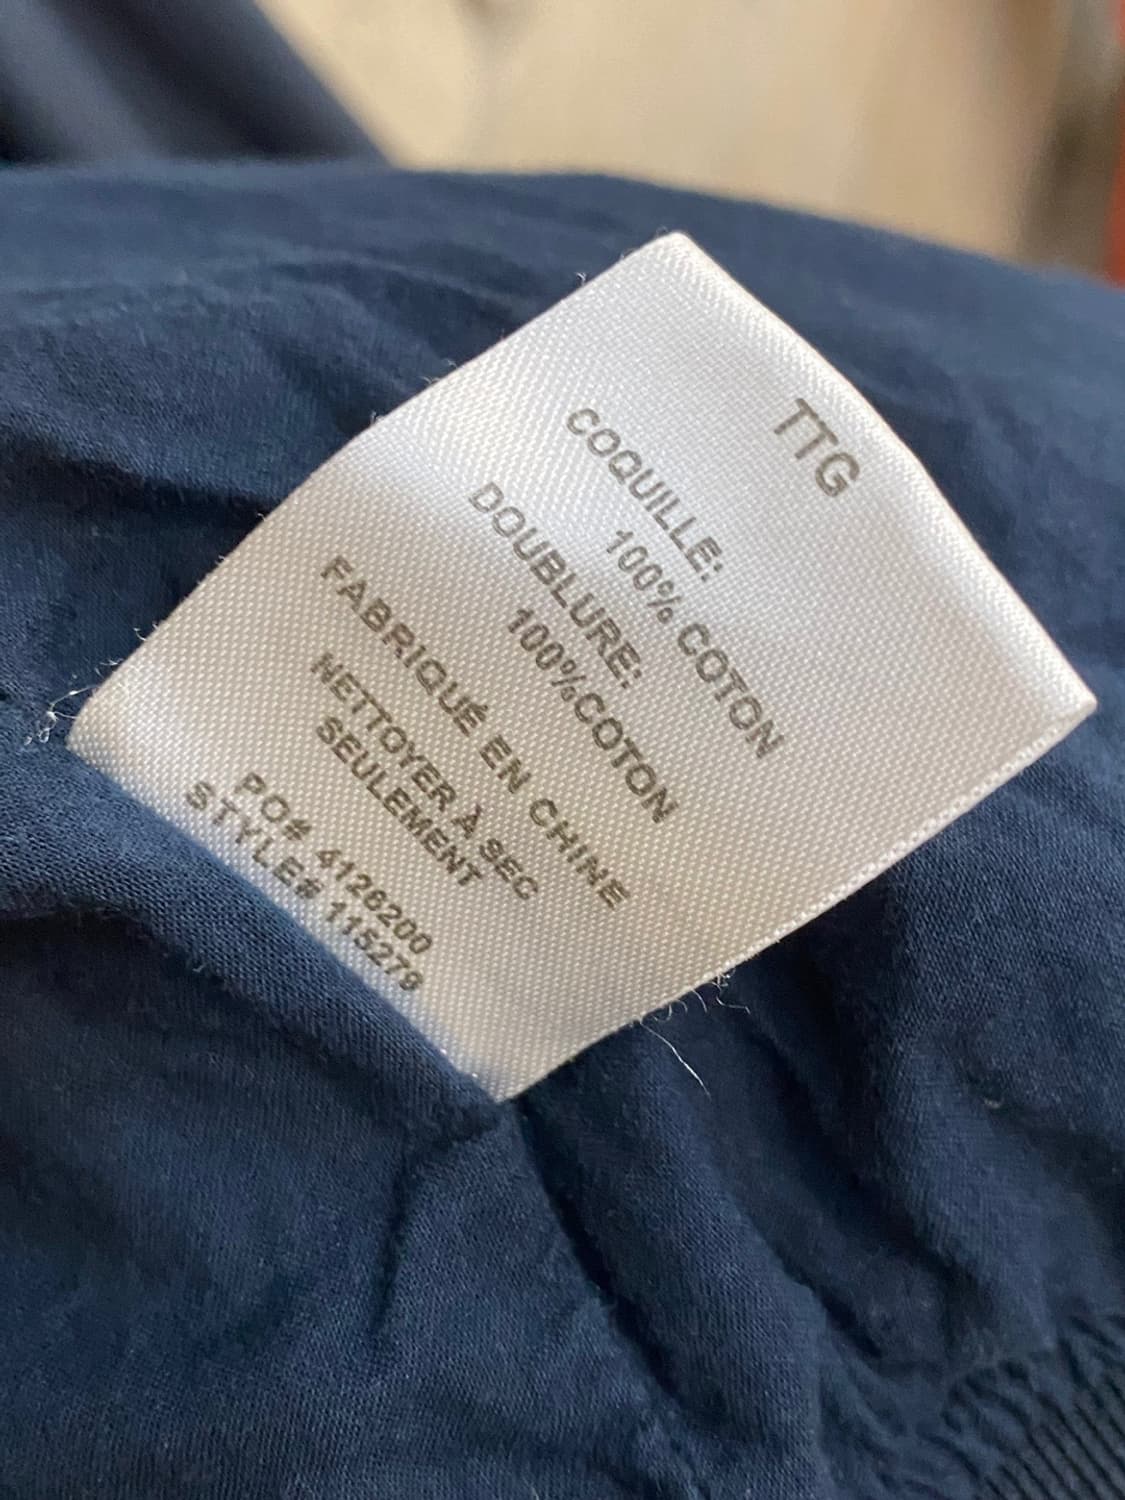 TTG
COQUILLE:
100% COTON
DOUBLURE:
100%COTON
FABRIQUÉ EN CHINE
NETTOYER À SEC
SEULEMENT
PO# 4126200
STYLE# 115279